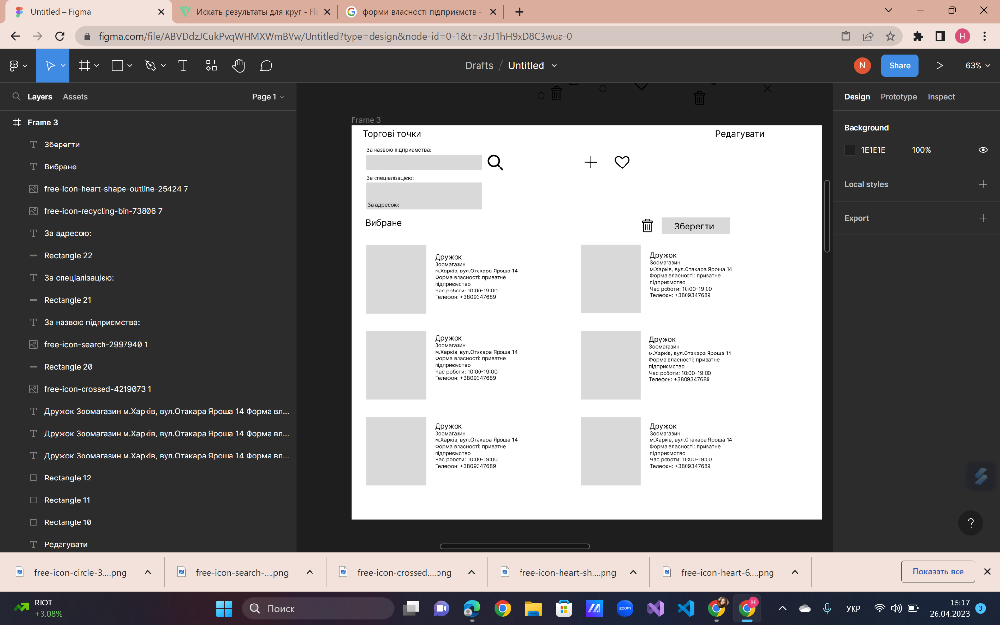 Untitled – Figma
Искать результаты для круг - Fla
форми власності підприємств -
figma.com/file/ABVDdzJCukPvqWHMXWmBVw/Untitled?type=design&node-id=0-1&t=v3rJ1hH9xD8C3wua-0
H
Drafts / Untitled
N
Share
63%
Layers
Assets
Page 1
Frame 3
Зберегти
Вибране
free-icon-heart-shape-outline-25424 7
free-icon-recycling-bin-73806 7
За адресою:
Rectangle 22
За спеціалізацією:
Rectangle 21
За назвою підприємства:
free-icon-search-2997940 1
Rectangle 20
free-icon-crossed-4219073 1
Дружок Зоомагазин м.Харків, вул.Отакара Яроша 14 Форма вл...
Дружок Зоомагазин м.Харків, вул.Отакара Яроша 14 Форма вл...
Дружок Зоомагазин м.Харків, вул.Отакара Яроша 14 Форма вл...
Rectangle 12
Rectangle 11
Rectangle 10
Редагувати
Frame 3
Торгові точки
Редагувати
За назвою підприємства:
За спеціалізацією:
За адресою:
Вибране
Зберегти
Дружок
Зоомагазин
м.Харків, вул.Отакара Яроша 14
Форма власності: приватне
підприємство
Час роботи: 10:00-19:00
Телефон: +3809347689
Дружок
Зоомагазин
м.Харків, вул.Отакара Яроша 14
Форма власності: приватне
підприємство
Час роботи: 10:00-19:00
Телефон: +3809347689
Дружок
Зоомагазин
м.Харків, вул.Отакара Яроша 14
Форма власності: приватне
підприємство
Час роботи: 10:00-19:00
Телефон: +3809347689
Дружок
Зоомагазин
м.Харків, вул.Отакара Яроша 14
Форма власності: приватне
підприємство
Час роботи: 10:00-19:00
Телефон: +3809347689
Дружок
Зоомагазин
м.Харків, вул.Отакара Яроша 14
Форма власності: приватне
підприємство
Час роботи: 10:00-19:00
Телефон: +3809347689
Дружок
Зоомагазин
м.Харків, вул.Отакара Яроша 14
Форма власності: приватне
підприємство
Час роботи: 10:00-19:00
Телефон: +3809347689
Design
Prototype
Inspect
Background
1E1E1E
100%
Local styles
Export
?
free-icon-circle-3....png
free-icon-search-....png
free-icon-crossed....png
free-icon-heart-sh....png
free-icon-heart-6....png
Показать все
RIOT
+3.08%
Поиск
zoom
H
УКР
15:17
26.04.2023
3